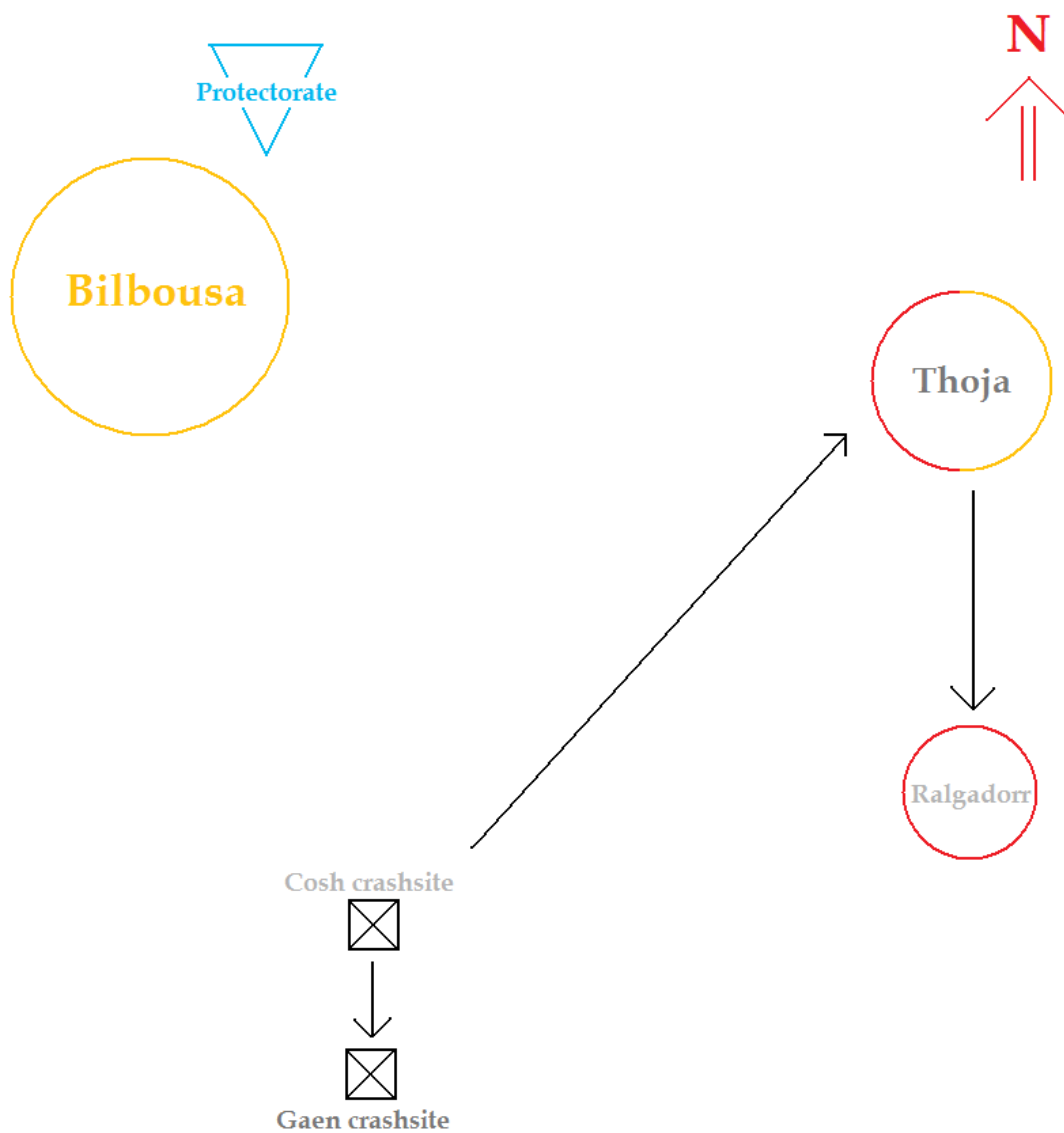 N
Protectorate
Bilbousa
Thoja
Ralgadorr
Cosh crashsite
Gaen crashsite